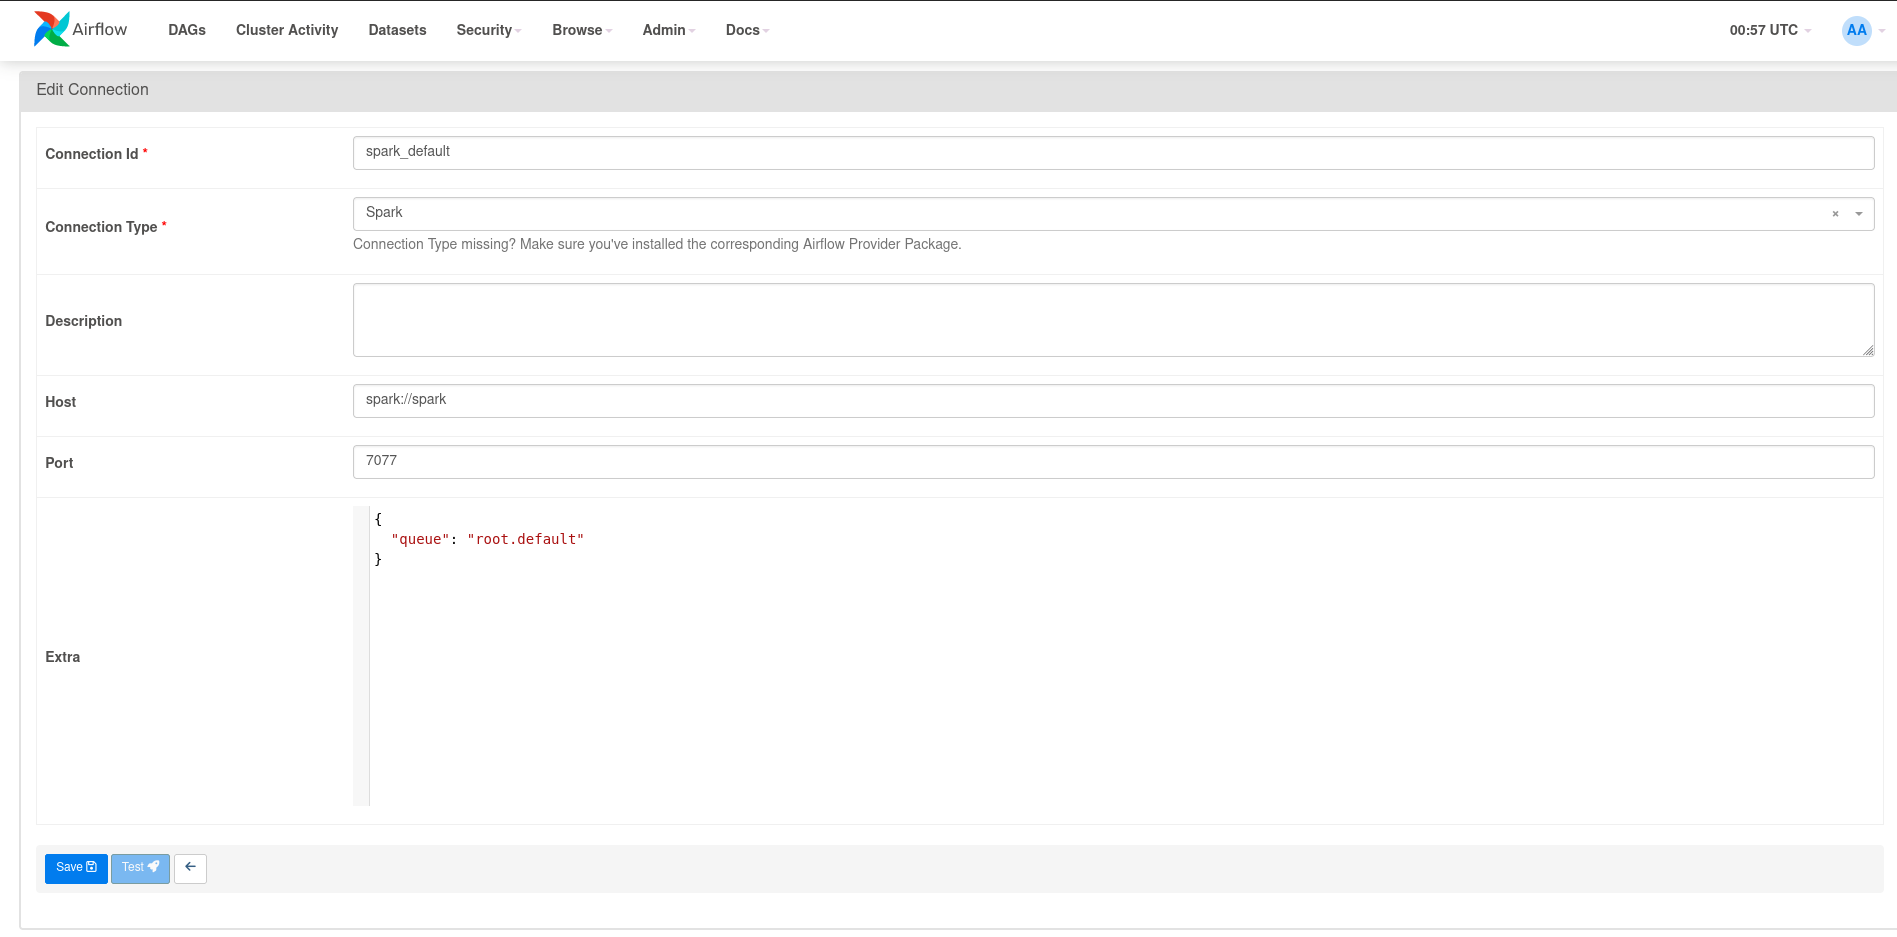 Airflow DAGs Cluster Activity Datasets Security Browse Admin Docs 00:57 UTC AA
Edit Connection
Connection Id * spark_default
Connection Type * Spark × 
Connection Type missing? Make sure you've installed the corresponding Airflow Provider Package.
Description
Host spark://spark
Port 7077
{
"queue": "root.default"
}
Extra
Save Test